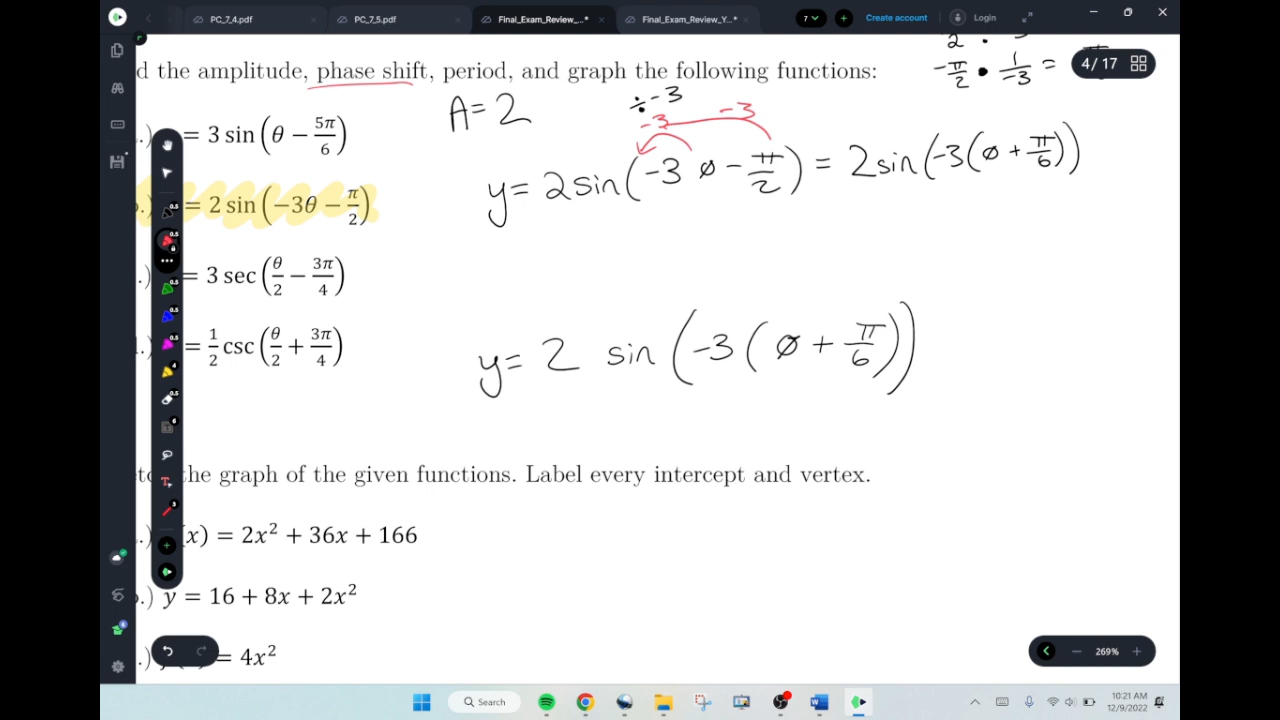 PC_7_4.pdf
PC_7_5.pdf
Final_Exam_Review_...*
Final_Exam_Review_Y...*
7
Create account
Login
4/ 17
d the amplitude, phase shift, period, and graph the following functions:
-π/2 • 1/-3 =
A = 2
÷ -3
-3
-3
.) = 3 sin (θ − 5π/6)
y = 2 sin (-3 θ - π/2) = 2 sin (-3 (θ + π/6))
.) = 2 sin (−3θ − π/2)
.) = 3 sec (θ/2 − 3π/4)
.) = 1/2 csc (θ/2 + 3π/4)
y = 2 sin (-3 (θ + π/6))
the graph of the given functions. Label every intercept and vertex.
.) (x) = 2x² + 36x + 166
.) y = 16 + 8x + 2x²
.) = 4x²
269%
Search
10:21 AM
12/9/2022